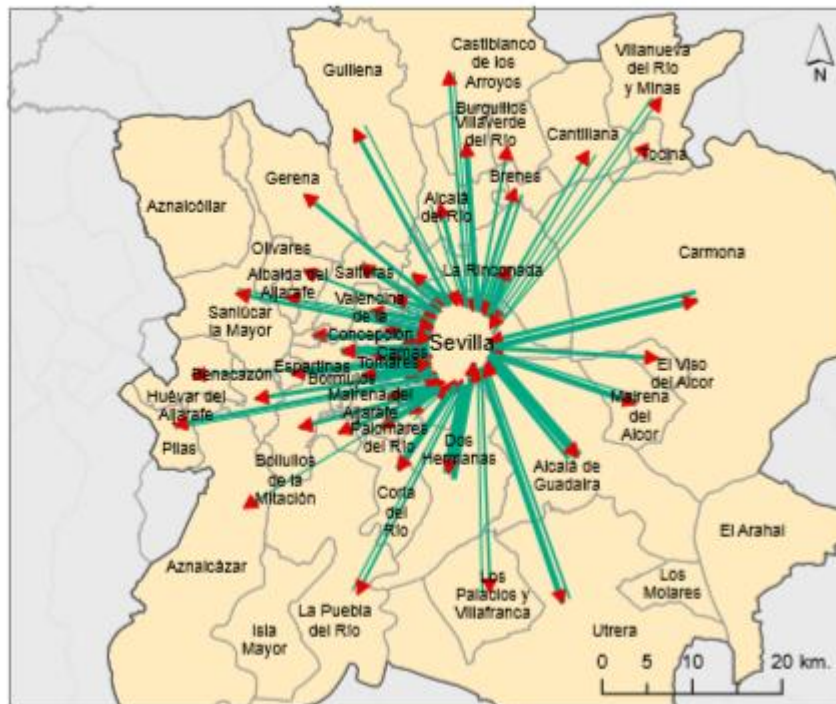 Castilblanco
de los
Arroyos
Villanueva
del Río
y Minas
N
Guillena
Burguillos
Villaverde
del Río
Cantillana
Tocina
Brenes
Gerena
Aznalcóllar
Alcalá
del Río
Carmona
Olivares
Salteras
La Rinconada
Albaida del
Aljarafe
Valencina
de la
Concepción
Sanlúcar
la Mayor
Sevilla
Camas
Tomares
Espartinas
Bormujos
Benacazón
El Viso
del Alcor
Huévar del
Aljarafe
Mairena del
Aljarafe
Mairena
del
Alcor
Pilas
Palomares
del Río
Dos
Hermanas
Alcalá de
Guadaira
Bollullos
de la
Mitación
Coria
del
Río
El Arahal
Aznalcázar
Los
Palacios y
Villafranca
Los
Molares
La Puebla
del Río
Isla
Mayor
Utrera
0 5 10 20 km.